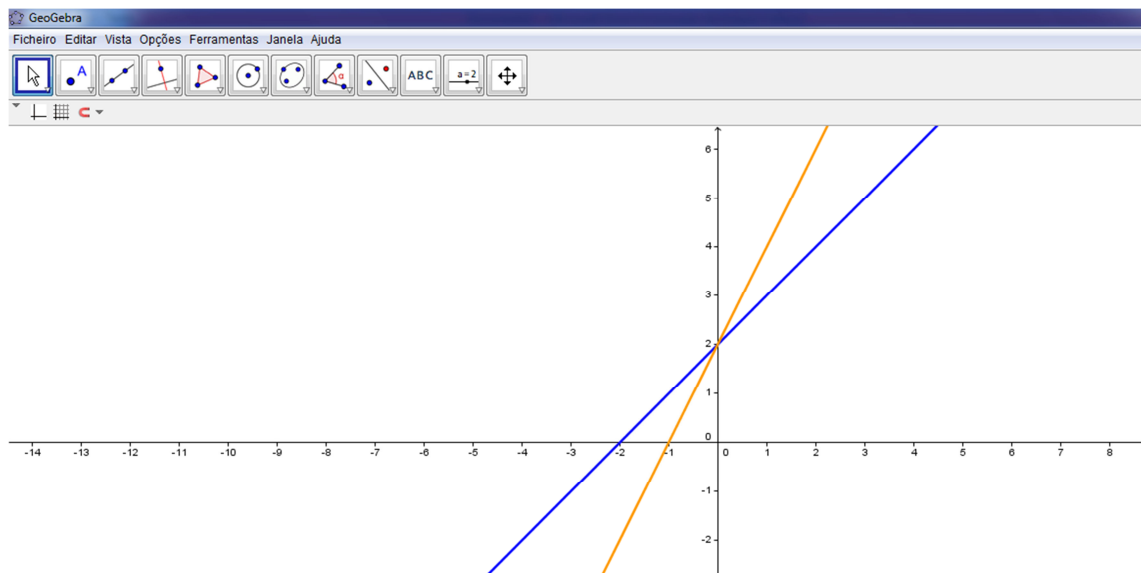 GeoGebra
Ficheiro Editar Vista Opções Ferramentas Janela Ajuda
A α ABC a=2
6
5
4
3
2
1
0
-14 -13 -12 -11 -10 -9 -8 -7 -6 -5 -4 -3 -2 -1 0 1 2 3 4 5 6 7 8
-1
-2